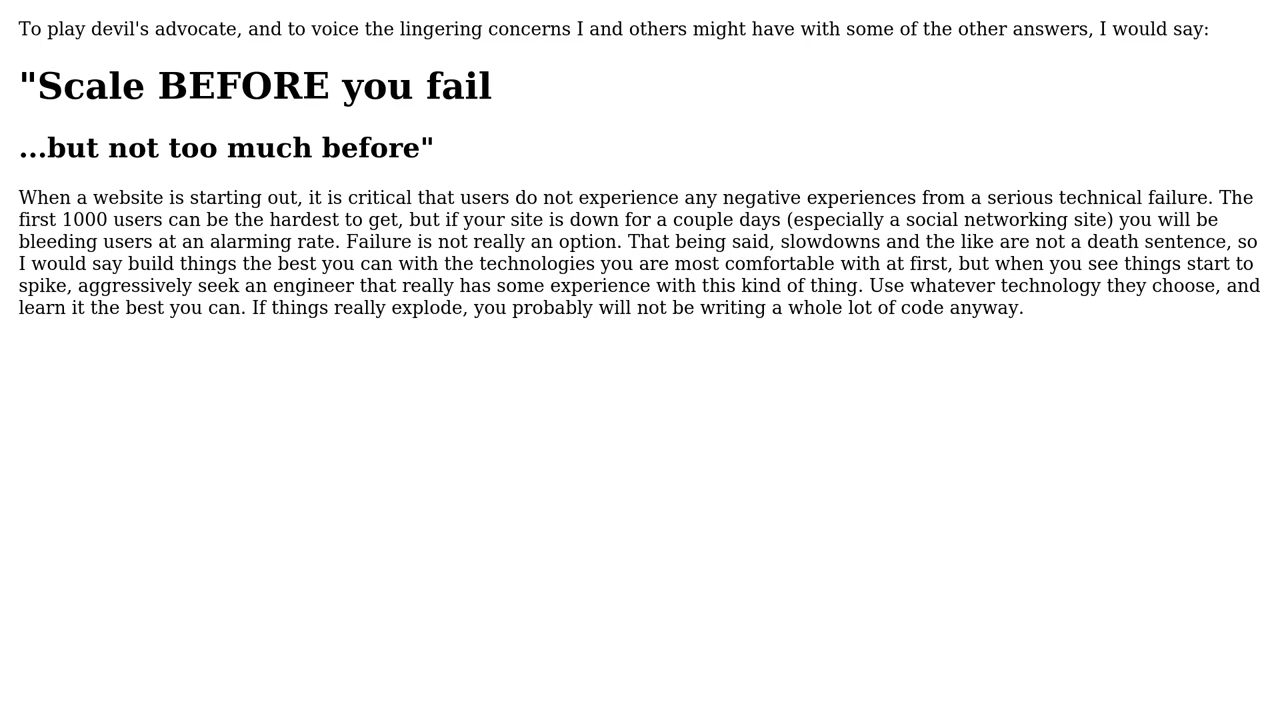 To play devil's advocate, and to voice the lingering concerns I and others might have with some of the other answers, I would say:
"Scale BEFORE you fail
...but not too much before"
When a website is starting out, it is critical that users do not experience any negative experiences from a serious technical failure. The
first 1000 users can be the hardest to get, but if your site is down for a couple days (especially a social networking site) you will be
bleeding users at an alarming rate. Failure is not really an option. That being said, slowdowns and the like are not a death sentence, so
I would say build things the best you can with the technologies you are most comfortable with at first, but when you see things start to
spike, aggressively seek an engineer that really has some experience with this kind of thing. Use whatever technology they choose, and
learn it the best you can. If things really explode, you probably will not be writing a whole lot of code anyway.